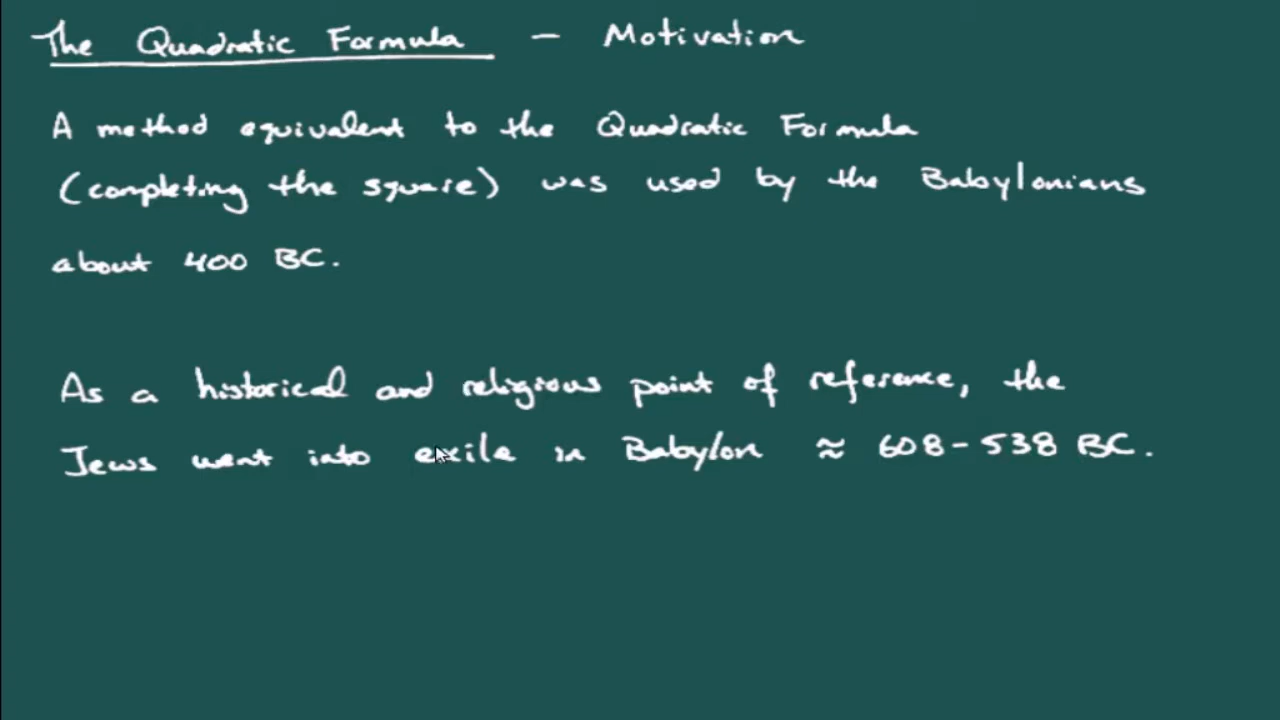 The Quadratic Formula - Motivation
A method equivalent to the Quadratic Formula
(completing the square) was used by the Babylonians
about 400 BC.
As a historical and religious point of reference, the
Jews went into exile in Babylon ≈ 608-538 BC.